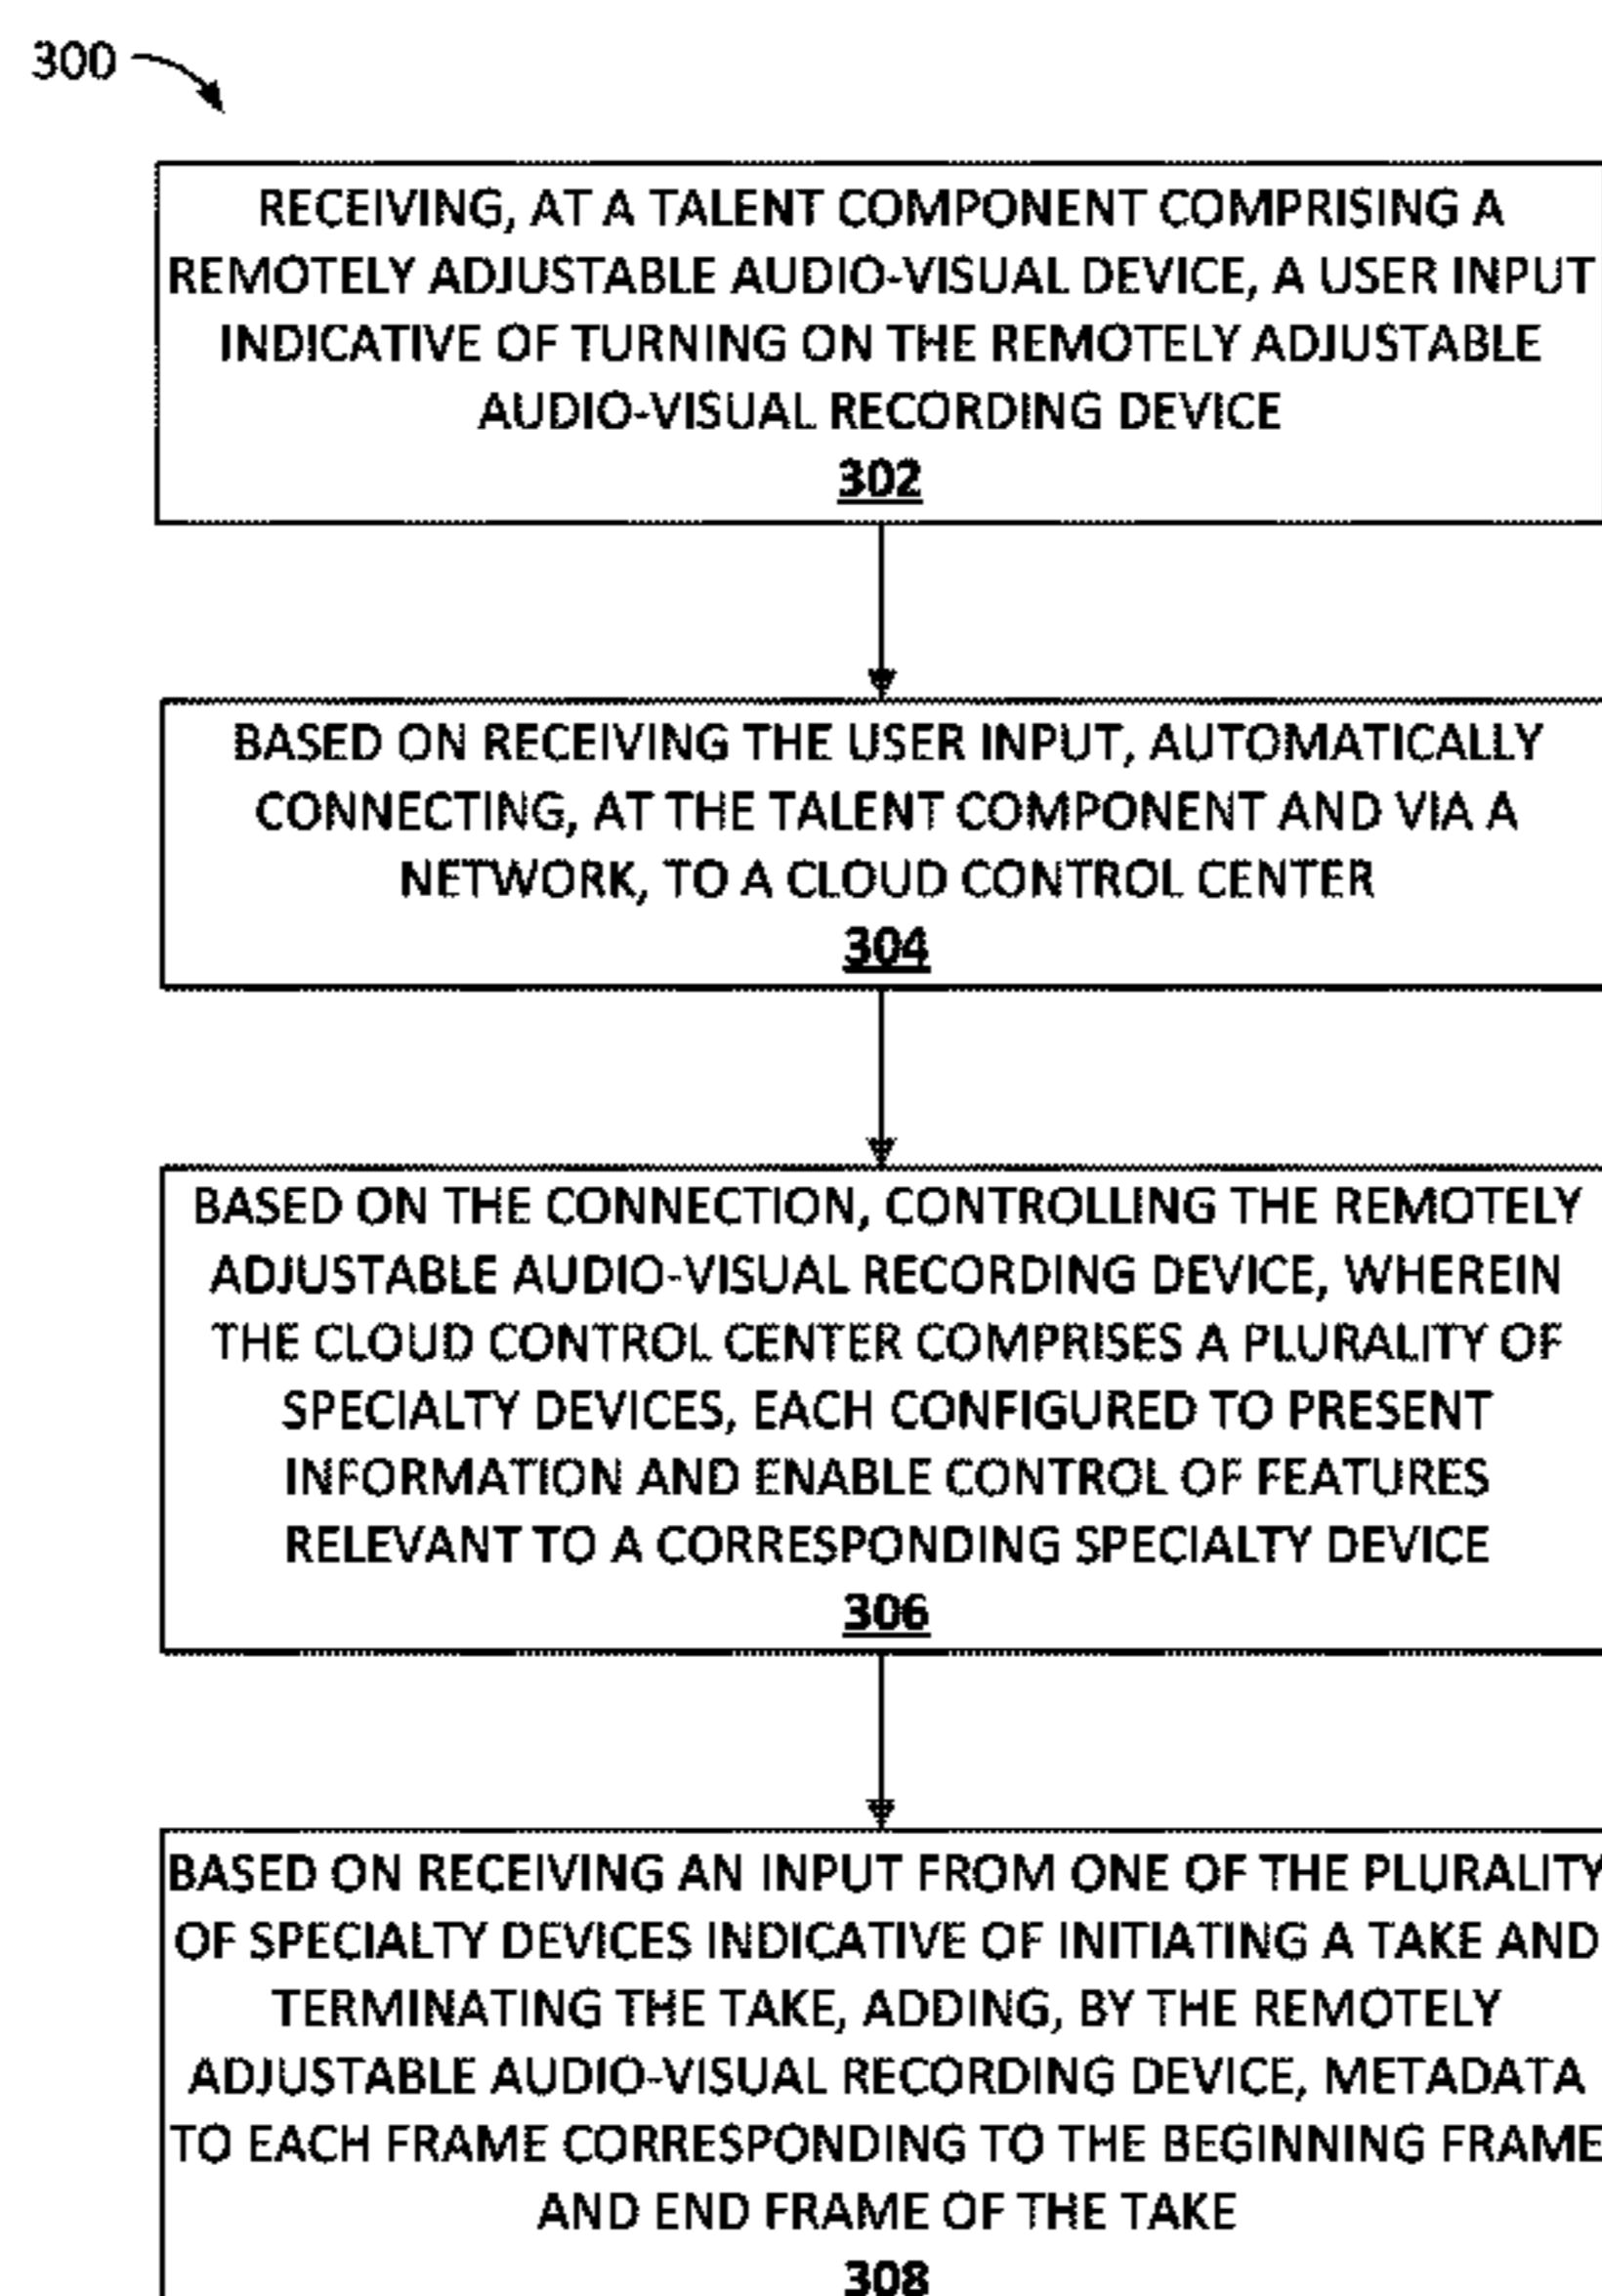 300
RECEIVING, AT A TALENT COMPONENT COMPRISING A
REMOTELY ADJUSTABLE AUDIO-VISUAL DEVICE, A USER INPUT
INDICATIVE OF TURNING ON THE REMOTELY ADJUSTABLE
AUDIO-VISUAL RECORDING DEVICE
302
BASED ON RECEIVING THE USER INPUT, AUTOMATICALLY
CONNECTING, AT THE TALENT COMPONENT AND VIA A
NETWORK, TO A CLOUD CONTROL CENTER
304
BASED ON THE CONNECTION, CONTROLLING THE REMOTELY
ADJUSTABLE AUDIO-VISUAL RECORDING DEVICE, WHEREIN
THE CLOUD CONTROL CENTER COMPRISES A PLURALITY OF
SPECIALTY DEVICES, EACH CONFIGURED TO PRESENT
INFORMATION AND ENABLE CONTROL OF FEATURES
RELEVANT TO A CORRESPONDING SPECIALTY DEVICE
306
BASED ON RECEIVING AN INPUT FROM ONE OF THE PLURALITY
OF SPECIALTY DEVICES INDICATIVE OF INITIATING A TAKE AND
TERMINATING THE TAKE, ADDING, BY THE REMOTELY
ADJUSTABLE AUDIO-VISUAL RECORDING DEVICE, METADATA
TO EACH FRAME CORRESPONDING TO THE BEGINNING FRAME
AND END FRAME OF THE TAKE
308